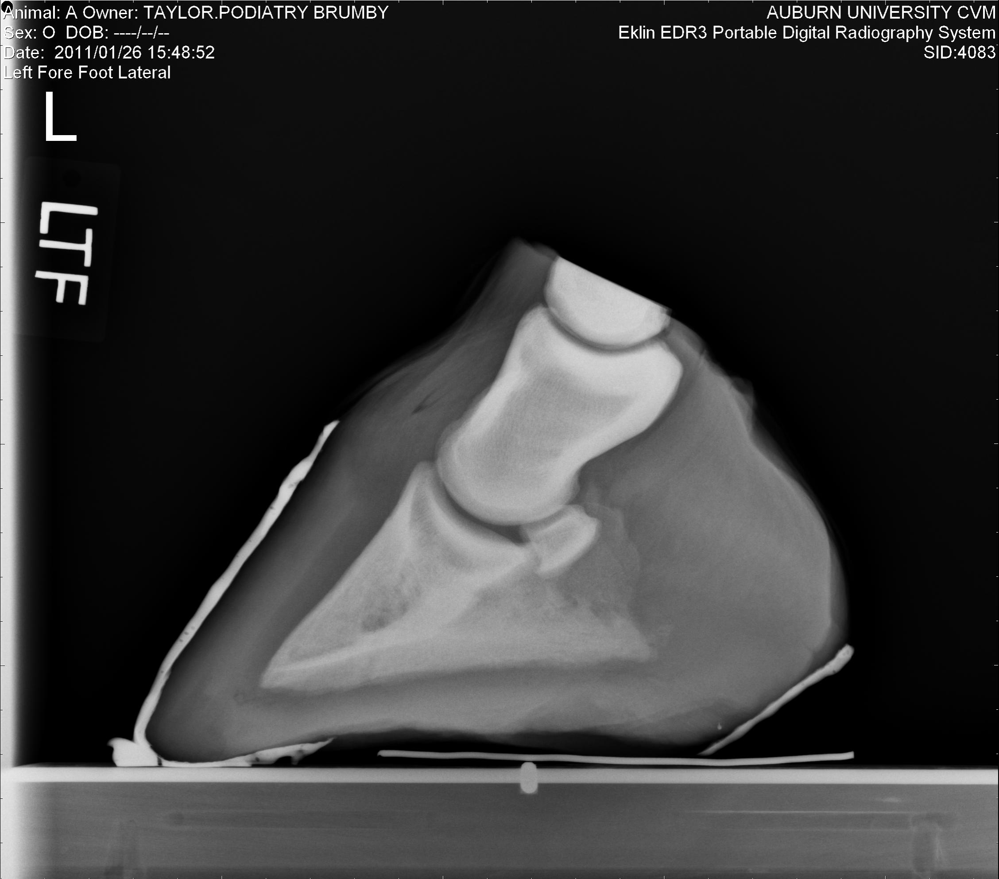 Animal: A Owner: TAYLOR.PODIATRY BRUMBY
Sex: O DOB: ----/--/--
Date: 2011/01/26 15:48:52
Left Fore Foot Lateral
AUBURN UNIVERSITY CVM
Eklin EDR3 Portable Digital Radiography System
SID:4083
L
LTF